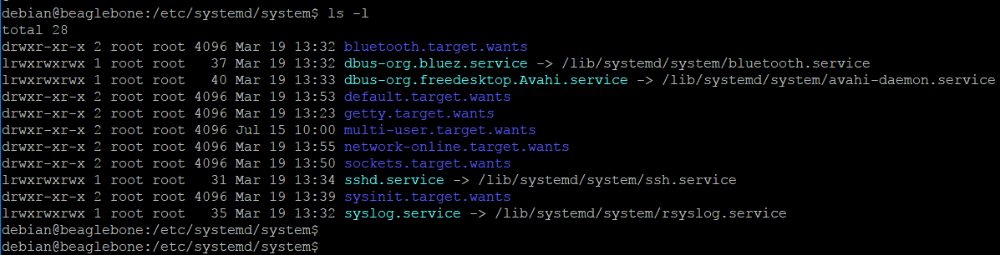 debian@beaglebone:/etc/systemd/system$ ls -l
total 28
drwxr-xr-x 2 root root 4096 Mar 19 13:32 bluetooth.target.wants
lrwxrwxrwx 1 root root   37 Mar 19 13:32 dbus-org.bluez.service -> /lib/systemd/system/bluetooth.service
lrwxrwxrwx 1 root root   40 Mar 19 13:33 dbus-org.freedesktop.Avahi.service -> /lib/systemd/system/avahi-daemon.service
drwxr-xr-x 2 root root 4096 Mar 19 13:53 default.target.wants
drwxr-xr-x 2 root root 4096 Mar 19 13:23 getty.target.wants
drwxr-xr-x 2 root root 4096 Jul 15 10:00 multi-user.target.wants
drwxr-xr-x 2 root root 4096 Mar 19 13:55 network-online.target.wants
drwxr-xr-x 2 root root 4096 Mar 19 13:50 sockets.target.wants
lrwxrwxrwx 1 root root   31 Mar 19 13:34 sshd.service -> /lib/systemd/system/ssh.service
drwxr-xr-x 2 root root 4096 Mar 19 13:39 sysinit.target.wants
lrwxrwxrwx 1 root root   35 Mar 19 13:32 syslog.service -> /lib/systemd/system/rsyslog.service
debian@beaglebone:/etc/systemd/system$
debian@beaglebone:/etc/systemd/system$